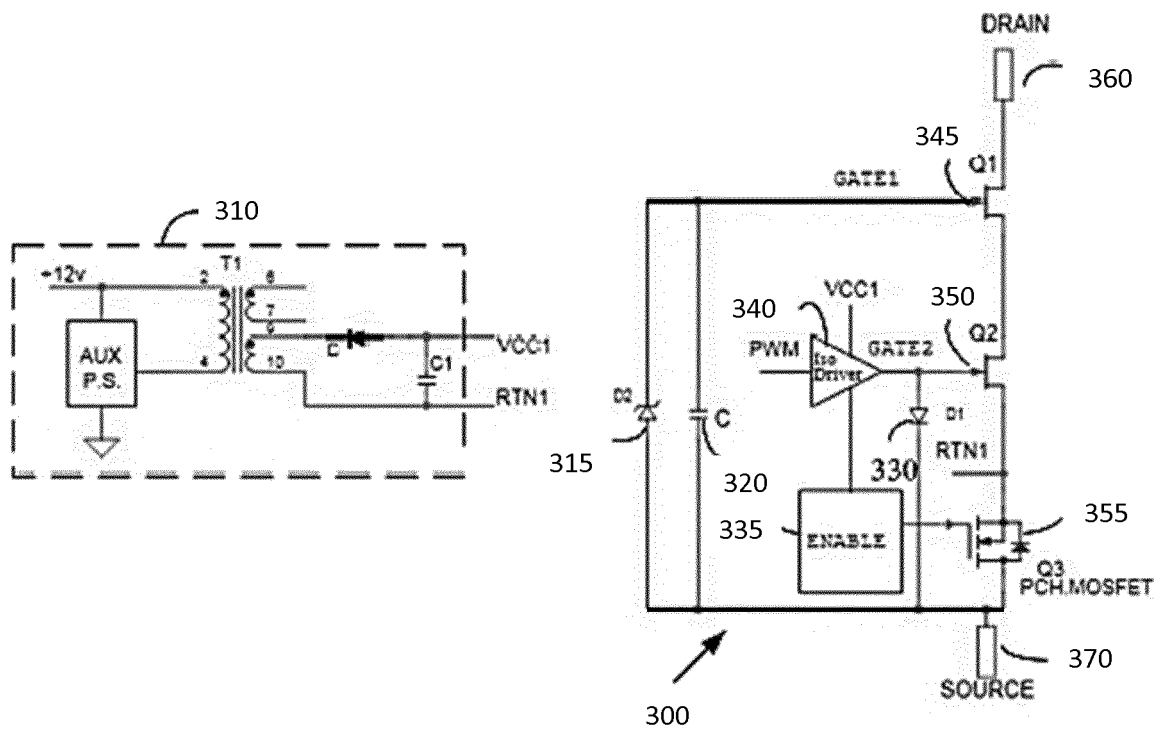 DRAIN
360
345
Q1
GATE1
310
+12v
2
T1
6
7
9
4
10
D
C1
VCC1
RTN1
AUX
P.S.
VCC1
340
350
Q2
PWM
GATE2
Iso
Driver
D2
C
D1
315
320
330
RTN1
335
ENABLE
355
Q3
PCH.MOSFET
370
SOURCE
300